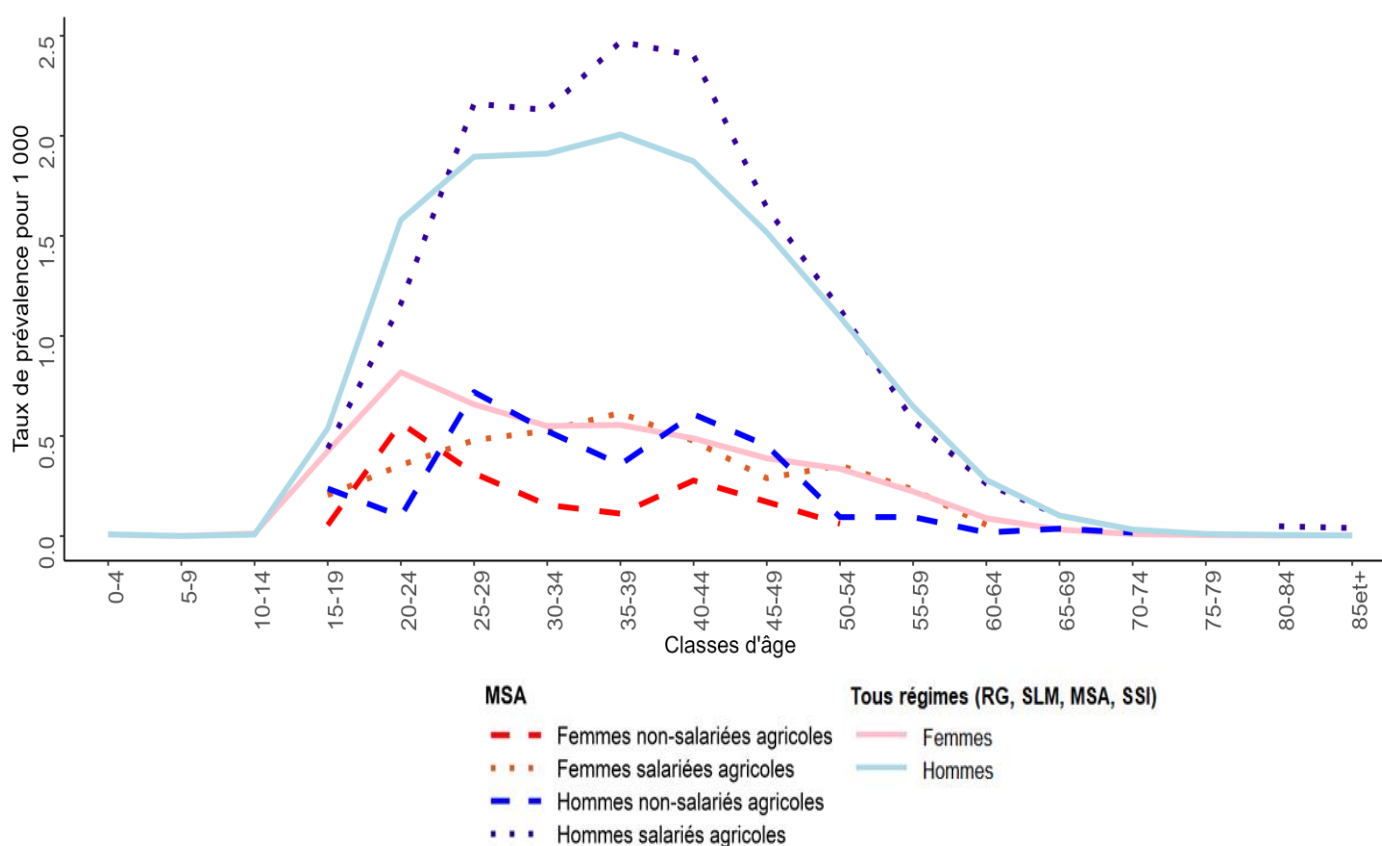 Taux de prévalence pour 1 000
2.5
2.0
1.5
1.0
0.5
0.0
0-4
5-9
10-14
15-19
20-24
25-29
30-34
35-39
40-44
45-49
50-54
55-59
60-64
65-69
70-74
75-79
80-84
85et+
Classes d'âge
MSA
Femmes non-salariées agricoles
Femmes salariées agricoles
Hommes non-salariés agricoles
Hommes salariés agricoles
Tous régimes (RG, SLM, MSA, SSI)
Femmes
Hommes